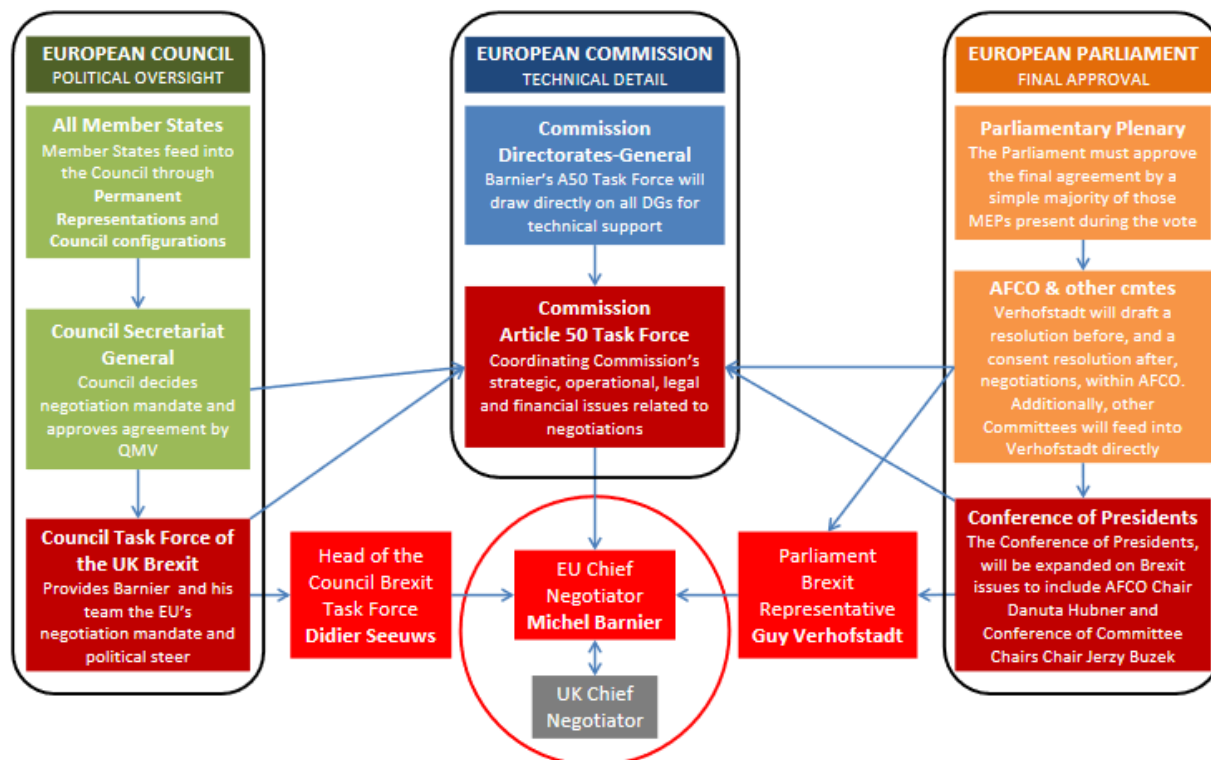 EUROPEAN COUNCIL
POLITICAL OVERSIGHT
All Member States
Member States feed into
the Council through
Permanent
Representations and
Council configurations
Council Secretariat
General
Council decides
negotiation mandate and
approves agreement by
QMV
Council Task Force of
the UK Brexit
Provides Barnier and his
team the EU's
negotiation mandate and
political steer
Head of the
Council Brexit
Task Force
Didier Seeuws
EUROPEAN COMMISSION
TECHNICAL DETAIL
Commission
Directorates-General
Barnier's A50 Task Force will
draw directly on all DGs for
technical support
Commission
Article 50 Task Force
Coordinating Commission's
strategic, operational, legal
and financial issues related to
negotiations
EU Chief
Negotiator
Michel Barnier
UK Chief
Negotiator
EUROPEAN PARLIAMENT
FINAL APPROVAL
Parliamentary Plenary
The Parliament must approve
the final agreement by a
simple majority of those
MEPs present during the vote
AFCO & other cmtes
Verhofstadt will draft a
resolution before, and a
consent resolution after,
negotiations, within AFCO.
Additionally, other
Committees will feed into
Verhofstadt directly
Conference of Presidents
The Conference of Presidents,
will be expanded on Brexit
issues to include AFCO Chair
Danuta Hubner and
Conference of Committee
Chairs Chair Jerzy Buzek
Parliament
Brexit
Representative
Guy Verhofstadt